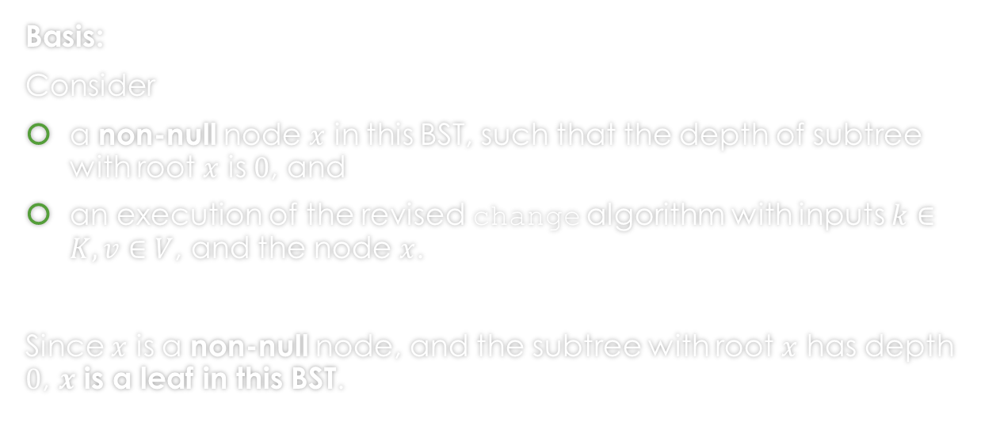 Basis:
Consider
a non-null node x in this BST, such that the depth of subtree
with root x is 0, and
an execution of the revised change algorithm with inputs k ∈
K, v ∈ V, and the node x.
Since x is a non-null node, and the subtree with root x has depth
0, x is a leaf in this BST.